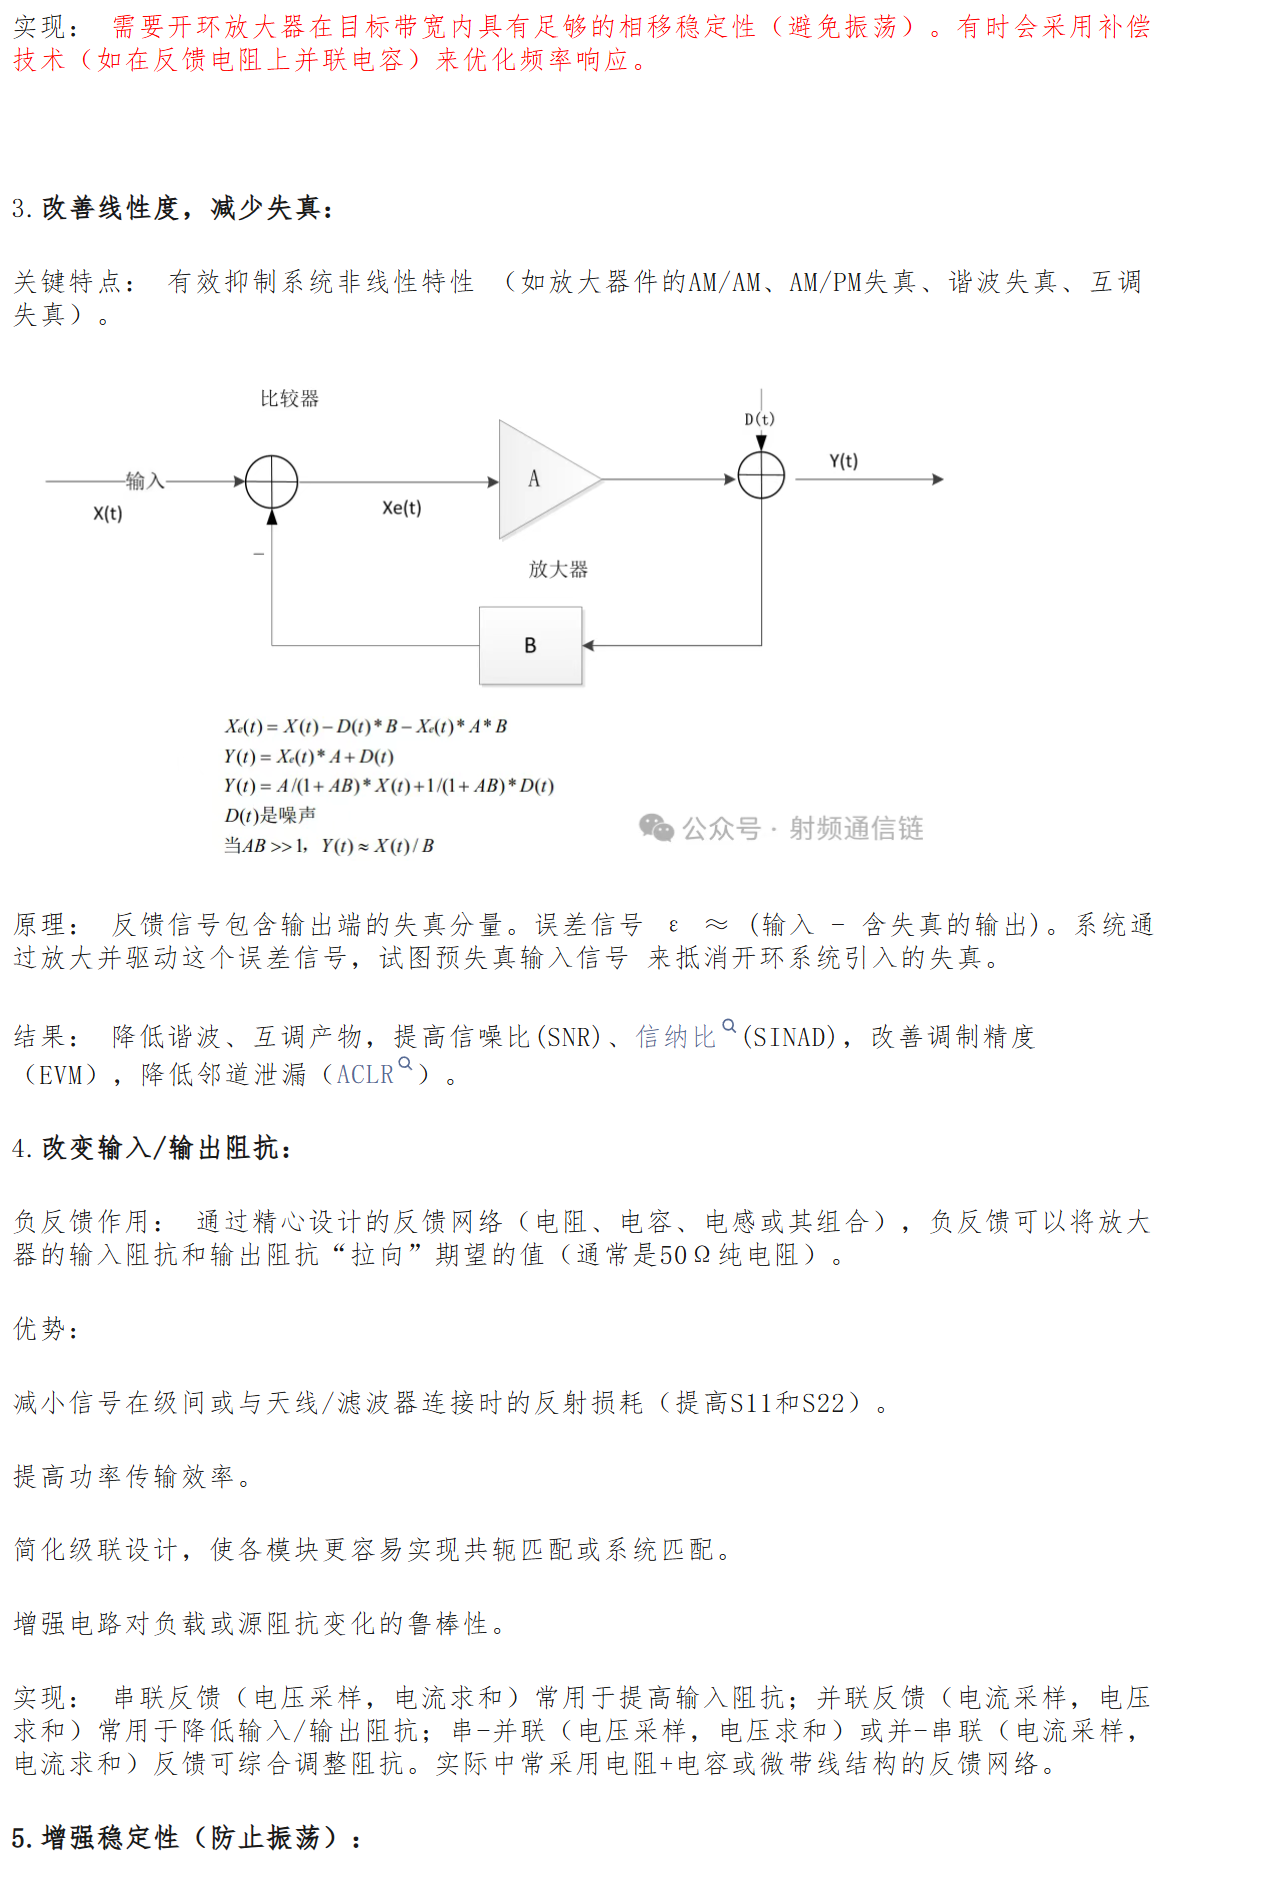 实现： 需要开环放大器在目标带宽内具有足够的相移稳定性（避免振荡）。有时会采用补偿
技术（如在反馈电阻上并联电容）来优化频率响应。
3. 改善线性度，减少失真：
关键特点： 有效抑制系统非线性特性 （如放大器件的AM/AM、AM/PM失真、谐波失真、互调
失真）。
比较器
D(t)
输入
A
Y(t)
X(t)
Xe(t)
−
放大器
B
Xe(t) = X(t) − D(t)*B − Xe(t)*A*B
Y(t) = Xe(t)*A + D(t)
Y(t) = A/(1+AB)*X(t)+1/(1+AB)*D(t)
D(t)是噪声
当AB >>1，Y(t) ≈ X(t)/B
公众号 · 射频通信链
原理： 反馈信号包含输出端的失真分量。误差信号 ε ≈ (输入 - 含失真的输出)。系统通
过放大并驱动这个误差信号，试图预失真输入信号 来抵消开环系统引入的失真。
结果： 降低谐波、互调产物，提高信噪比(SNR)、信纳比(SINAD)，改善调制精度
（EVM），降低邻道泄漏（ACLR）。
4. 改变输入/输出阻抗：
负反馈作用： 通过精心设计的反馈网络（电阻、电容、电感或其组合），负反馈可以将放大
器的输入阻抗和输出阻抗“拉向”期望的值（通常是50Ω纯电阻）。
优势：
减小信号在级间或与天线/滤波器连接时的反射损耗（提高S11和S22）。
提高功率传输效率。
简化级联设计，使各模块更容易实现共轭匹配或系统匹配。
增强电路对负载或源阻抗变化的鲁棒性。
实现： 串联反馈（电压采样，电流求和）常用于提高输入阻抗；并联反馈（电流采样，电压
求和）常用于降低输入/输出阻抗；串-并联（电压采样，电压求和）或并-串联（电流采样，
电流求和）反馈可综合调整阻抗。实际中常采用电阻+电容或微带线结构的反馈网络。
5. 增强稳定性（防止振荡）：